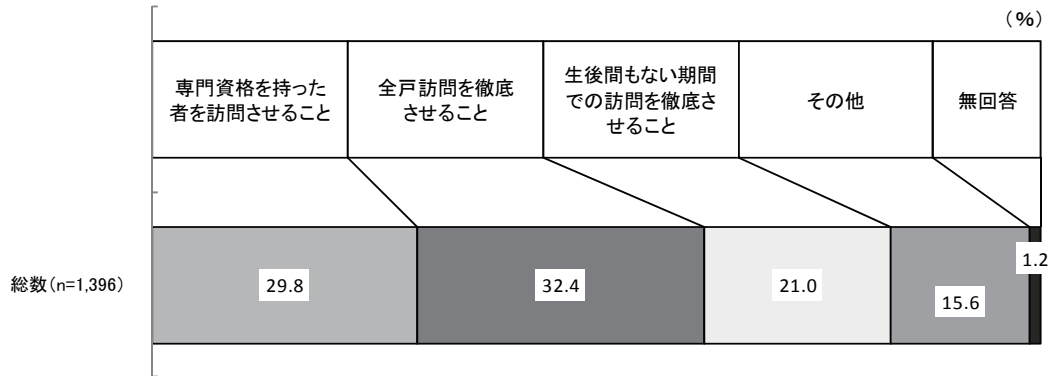 (%)
専門資格を持った
者を訪問させること
全戸訪問を徹底
させること
生後間もない期間
での訪問を徹底さ
せること
その他
無回答
総数(n=1,396)
29.8
32.4
21.0
15.6
1.2